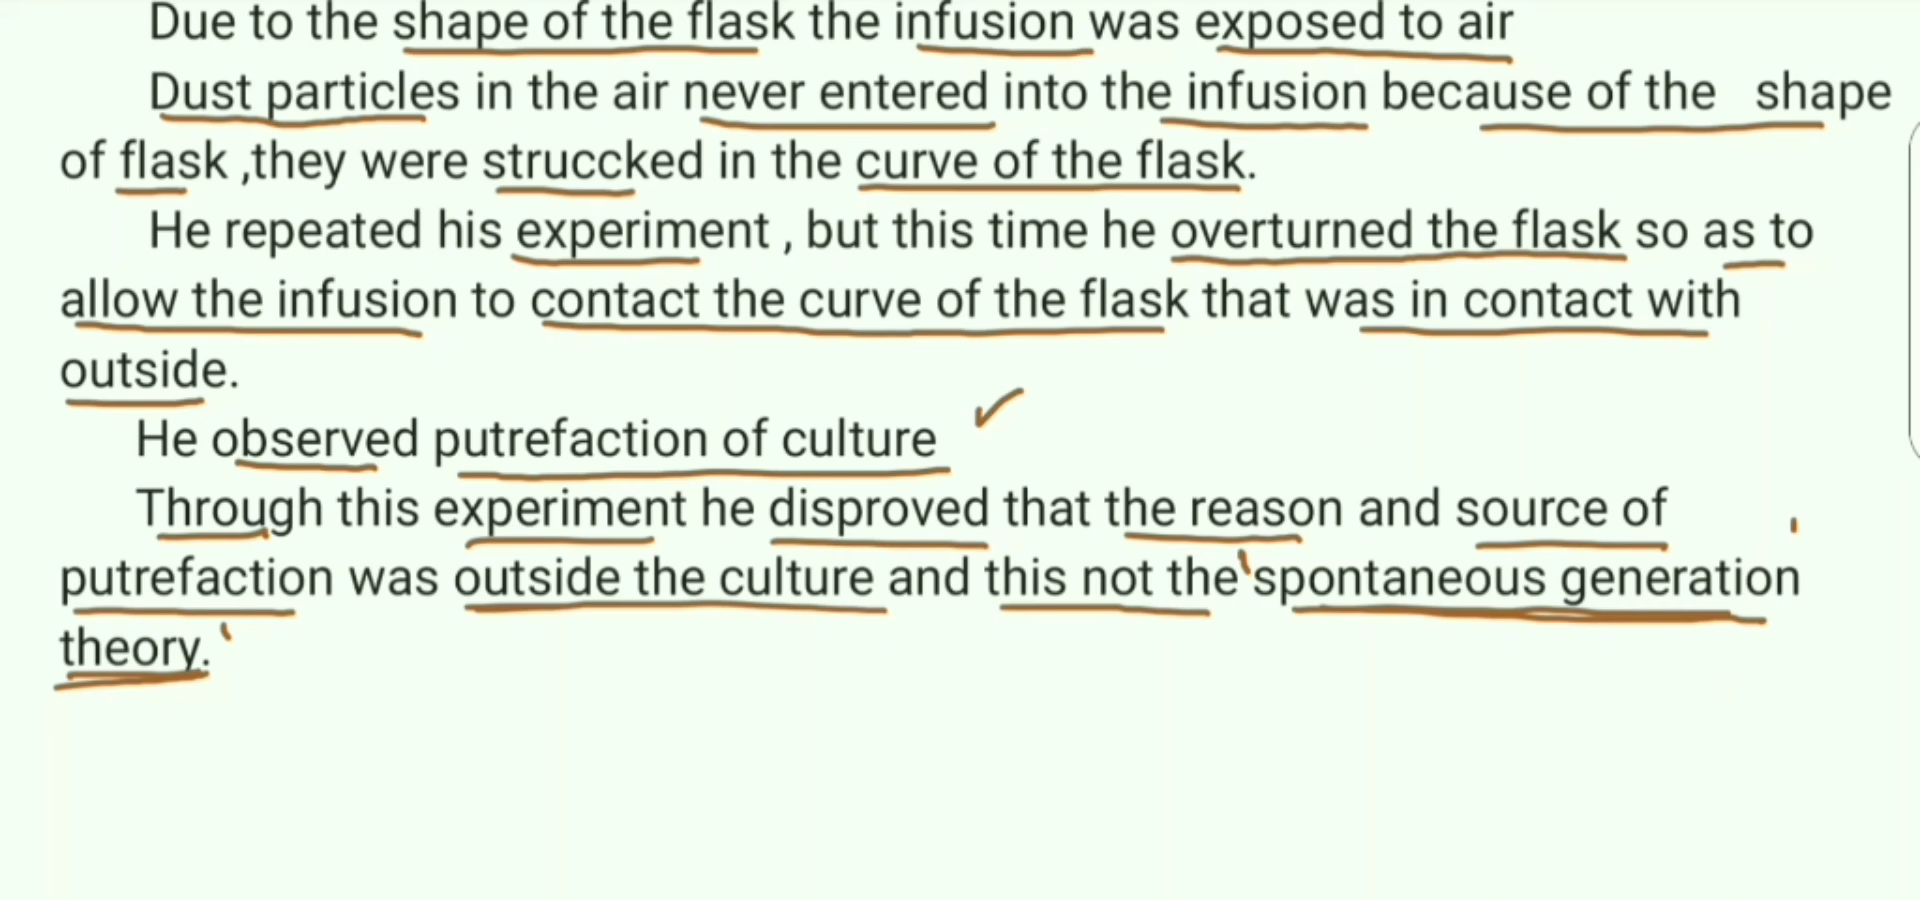 Due to the shape of the flask the infusion was exposed to air
Dust particles in the air never entered into the infusion because of the shape
of flask ,they were struccked in the curve of the flask.
He repeated his experiment , but this time he overturned the flask so as to
allow the infusion to contact the curve of the flask that was in contact with
outside.
He observed putrefaction of culture
Through this experiment he disproved that the reason and source of
putrefaction was outside the culture and this not the 'spontaneous generation
theory.'